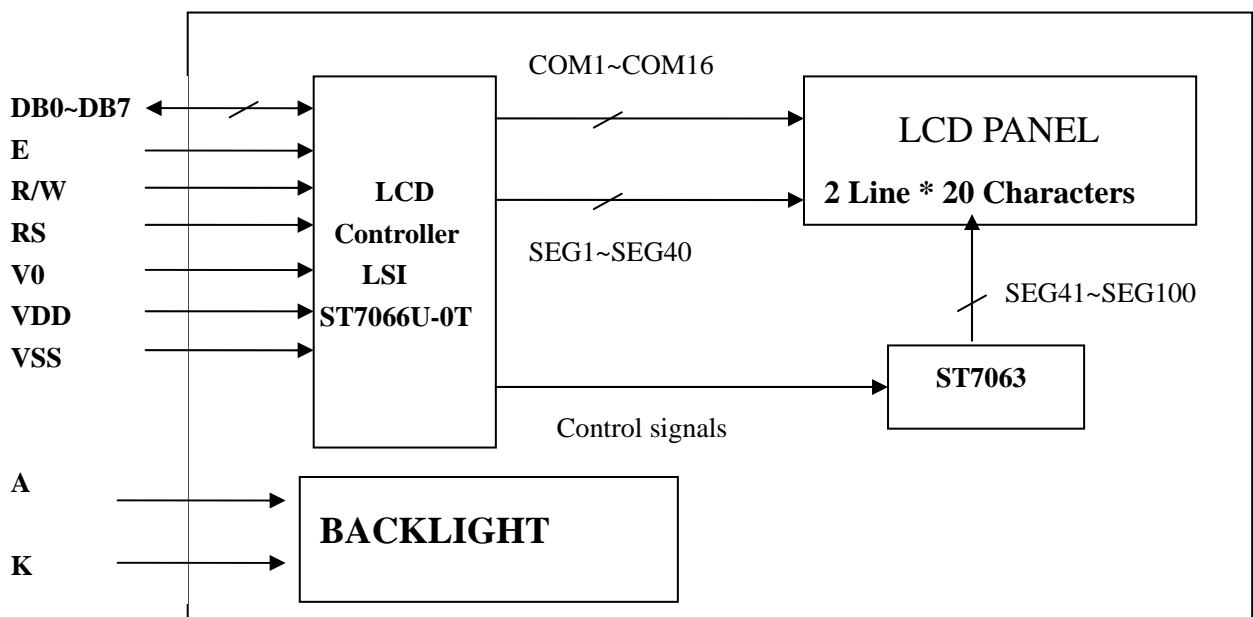 COM1~COM16
DB0~DB7
E
R/W
RS
V0
VDD
VSS
LCD
Controller
LSI
ST7066U-0T
LCD PANEL
2 Line * 20 Characters
SEG1~SEG40
SEG41~SEG100
ST7063
Control signals
A
K
BACKLIGHT